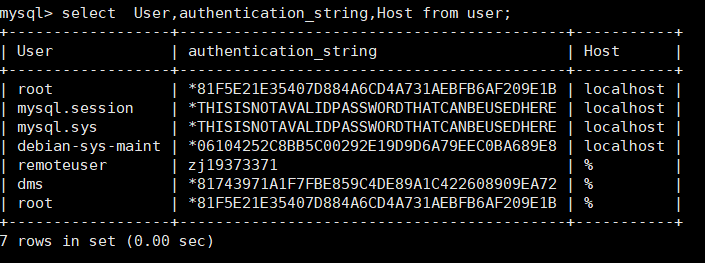 mysql> select  User,authentication_string,Host from user;
+------------------+-------------------------------------------+-----------+
| User             | authentication_string                     | Host      |
+------------------+-------------------------------------------+-----------+
| root             | *81F5E21E35407D884A6CD4A731AEBFB6AF209E1B | localhost |
| mysql.session    | *THISISNOTAVALIDPASSWORDTHATCANBEUSEDHERE | localhost |
| mysql.sys        | *THISISNOTAVALIDPASSWORDTHATCANBEUSEDHERE | localhost |
| debian-sys-maint | *06104252C8BB5C00292E19D9D6A79EEC0BA689E8 | localhost |
| remoteuser       | zj19373371                                | %         |
| dms              | *81743971A1F7FBE859C4DE89A1C422608909EA72 | %         |
| root             | *81F5E21E35407D884A6CD4A731AEBFB6AF209E1B | %         |
+------------------+-------------------------------------------+-----------+
7 rows in set (0.00 sec)